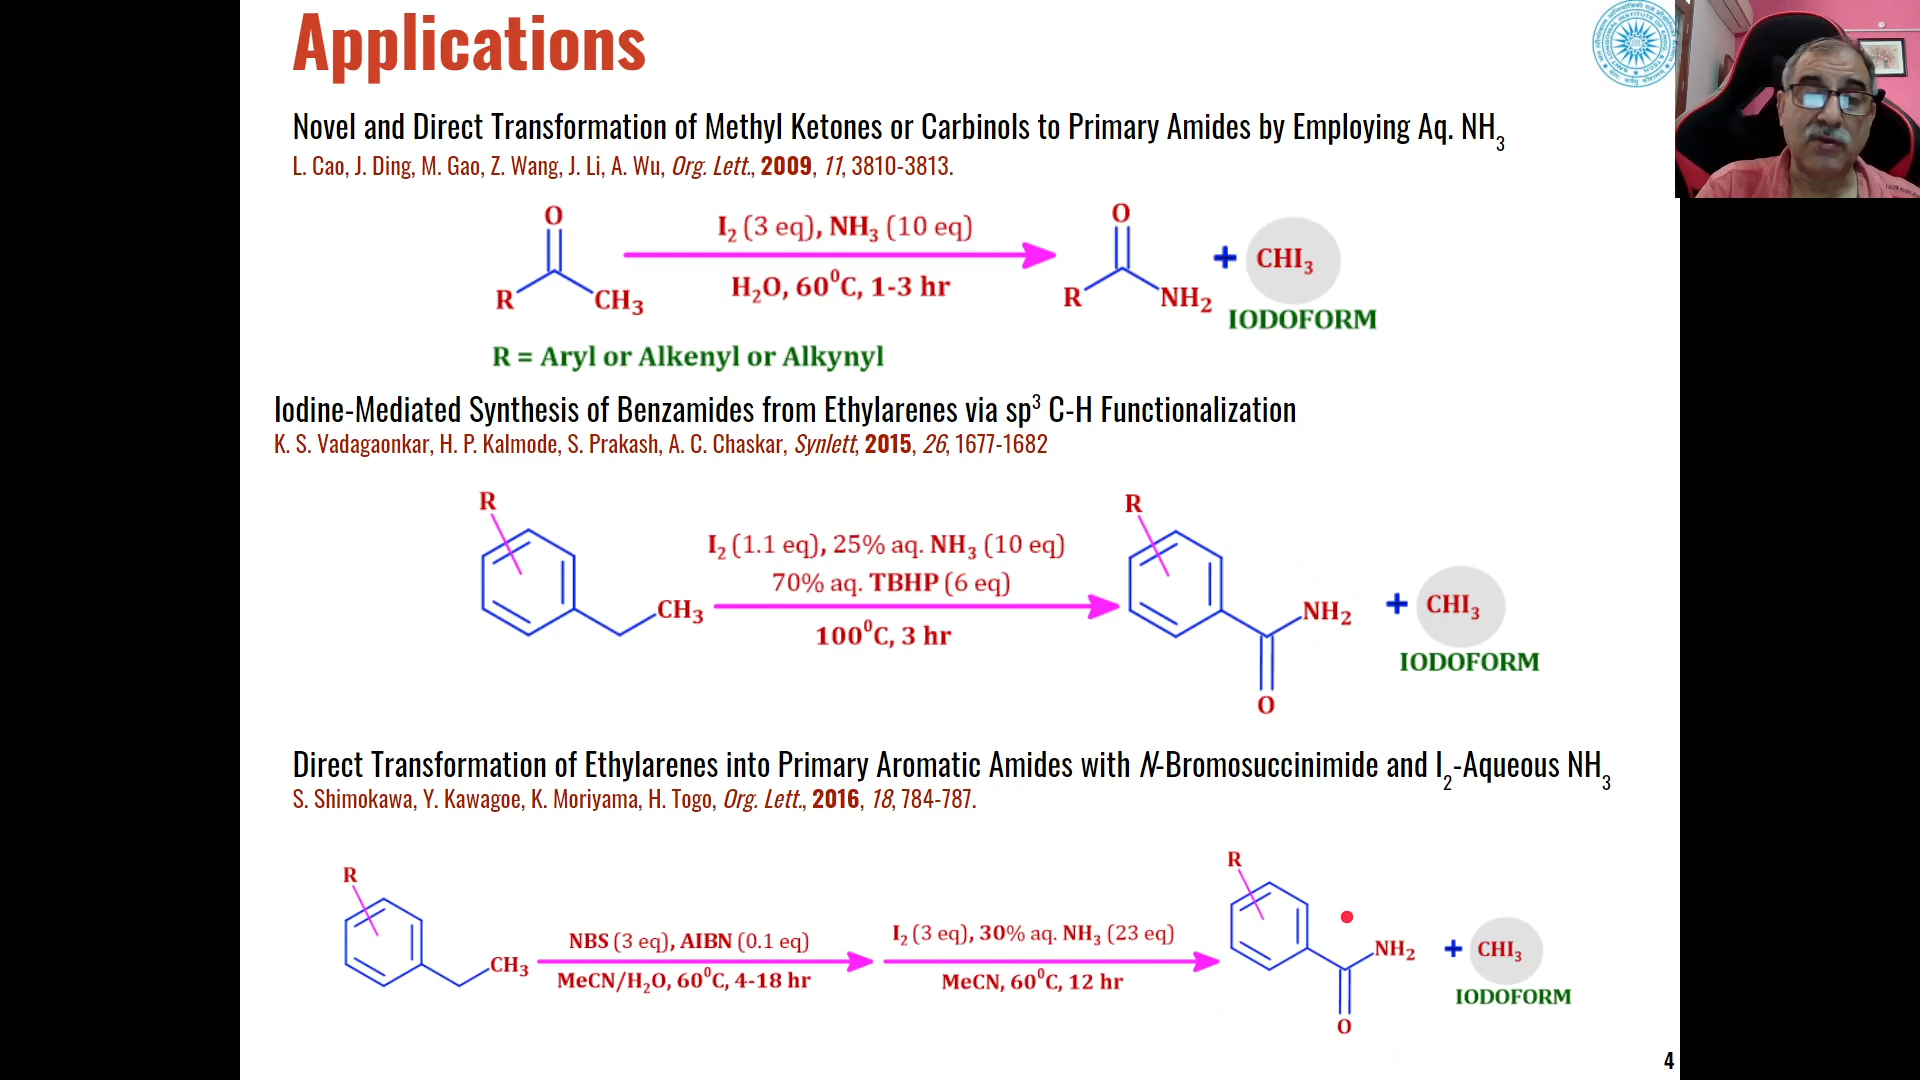 Applications
Novel and Direct Transformation of Methyl Ketones or Carbinols to Primary Amides by Employing Aq. NH3
L. Cao, J. Ding, M. Gao, Z. Wang, J. Li, A. Wu, Org. Lett., 2009, 11, 3810-3813.
O
R
CH3
I2 (3 eq), NH3 (10 eq)
H2O, 60⁰C, 1-3 hr
O
R
NH2
+ CHI3
IODOFORM
R = Aryl or Alkenyl or Alkynyl
Iodine-Mediated Synthesis of Benzamides from Ethylarenes via sp³ C-H Functionalization
K. S. Vadagaonkar, H. P. Kalmode, S. Prakash, A. C. Chaskar, Synlett, 2015, 26, 1677-1682
R
CH3
I2 (1.1 eq), 25% aq. NH3 (10 eq)
70% aq. TBHP (6 eq)
100⁰C, 3 hr
R
NH2
O
+ CHI3
IODOFORM
Direct Transformation of Ethylarenes into Primary Aromatic Amides with N-Bromosuccinimide and I2-Aqueous NH3
S. Shimokawa, Y. Kawagoe, K. Moriyama, H. Togo, Org. Lett., 2016, 18, 784-787.
R
CH3
NBS (3 eq), AIBN (0.1 eq)
MeCN/H2O, 60⁰C, 4-18 hr
I2 (3 eq), 30% aq. NH3 (23 eq)
MeCN, 60⁰C, 12 hr
R
NH2
O
+ CHI3
IODOFORM
4